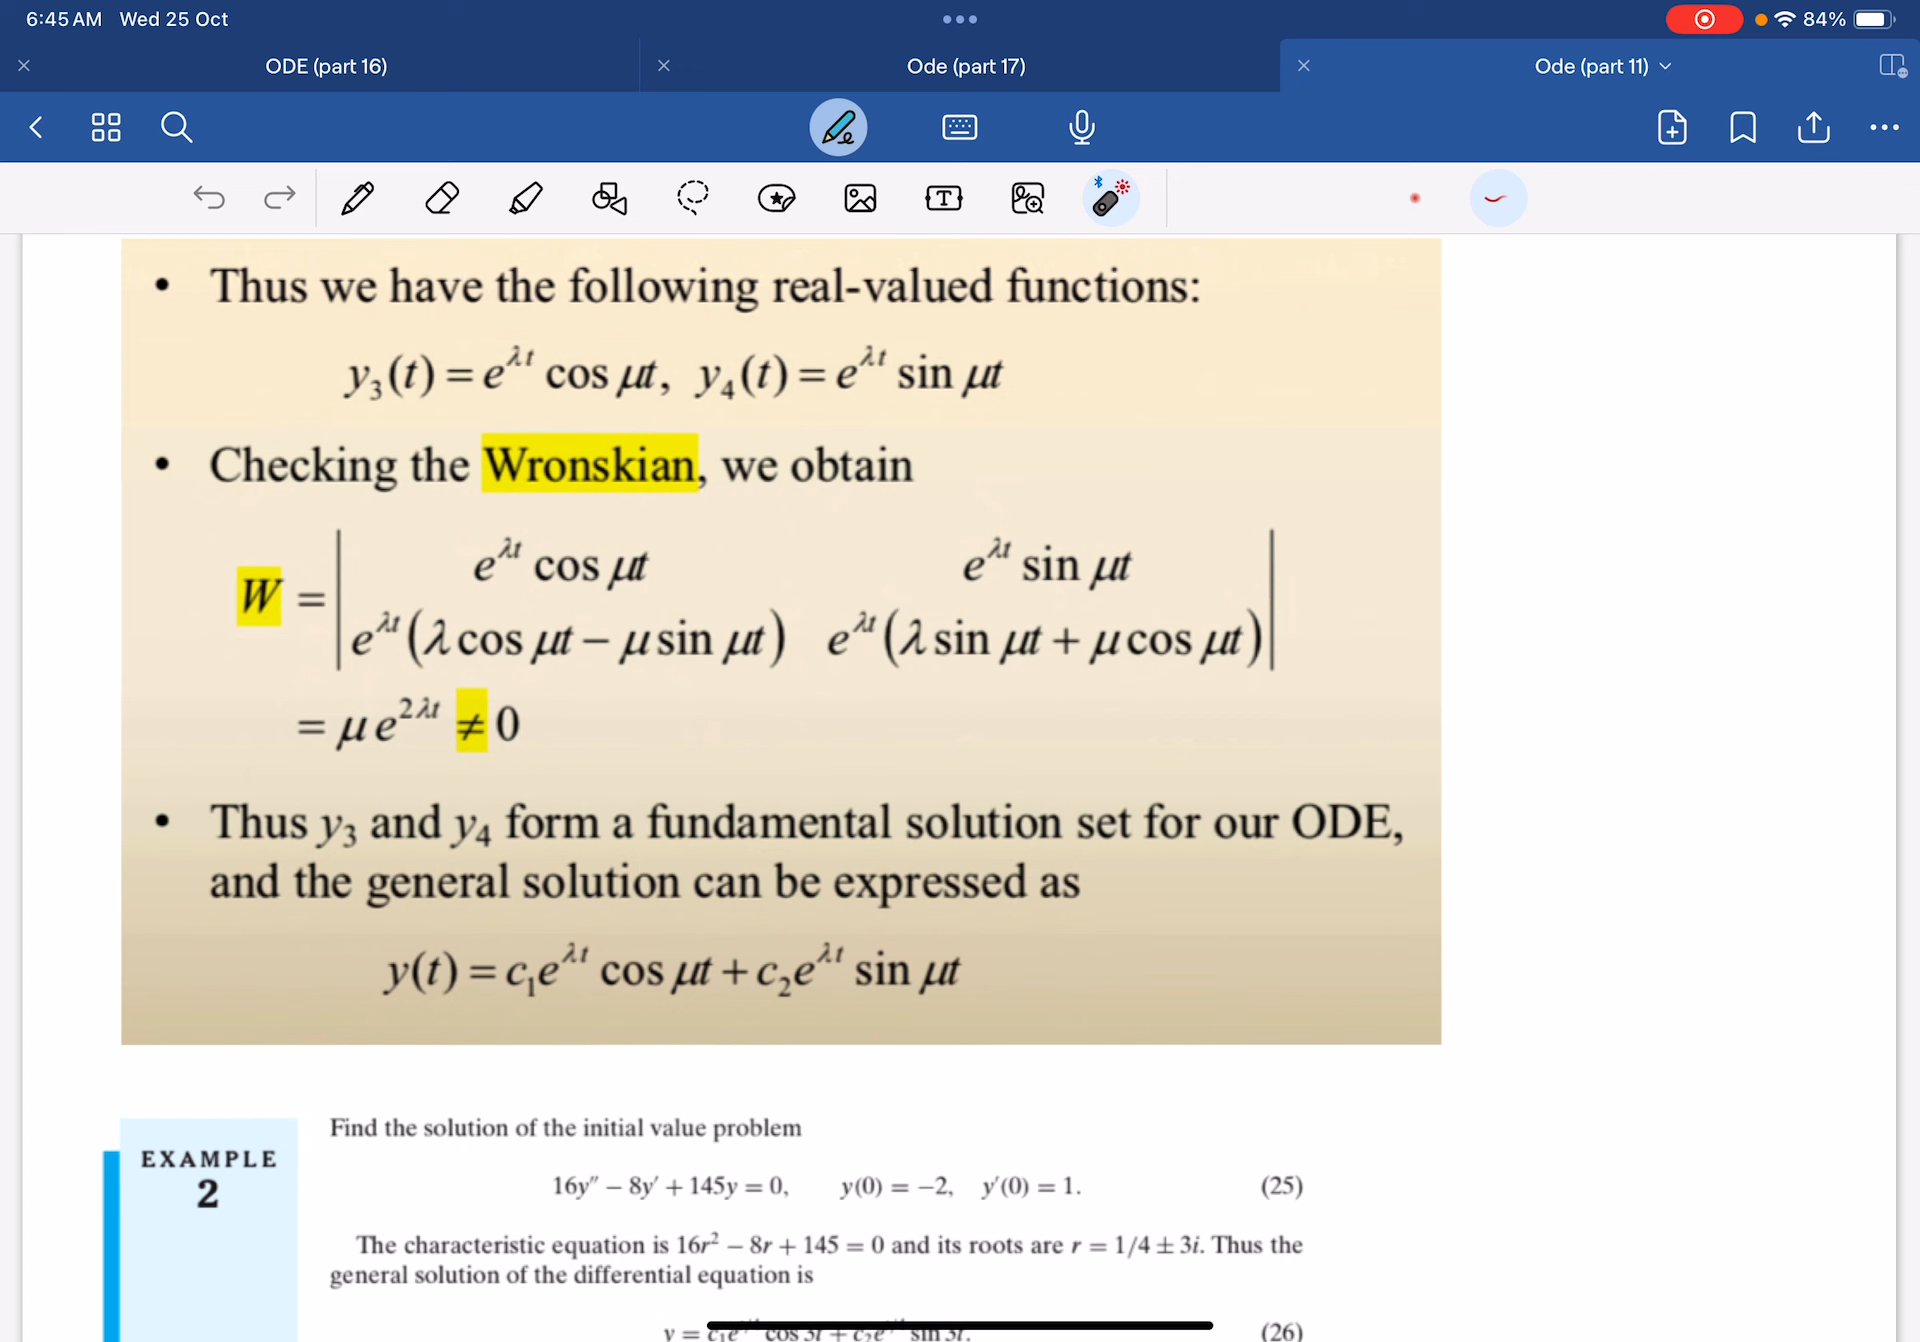 6:45 AM Wed 25 Oct
84%
ODE (part 16)
Ode (part 17)
Ode (part 11)
• Thus we have the following real-valued functions:
y₃(t) = e^{λt} cos μt, y₄(t) = e^{λt} sin μt
• Checking the Wronskian, we obtain
W = | e^{λt} cos μt e^{λt} sin μt |
| e^{λt}(λ cos μt − μ sin μt) e^{λt}(λ sin μt + μ cos μt) |
= μ e^{2λt} ≠ 0
• Thus y₃ and y₄ form a fundamental solution set for our ODE,
and the general solution can be expressed as
y(t) = c₁e^{λt} cos μt + c₂e^{λt} sin μt
EXAMPLE
2
Find the solution of the initial value problem
16y″ − 8y′ + 145y = 0, y(0) = −2, y′(0) = 1. (25)
The characteristic equation is 16r² − 8r + 145 = 0 and its roots are r = 1/4 ± 3i. Thus the
general solution of the differential equation is
(26)